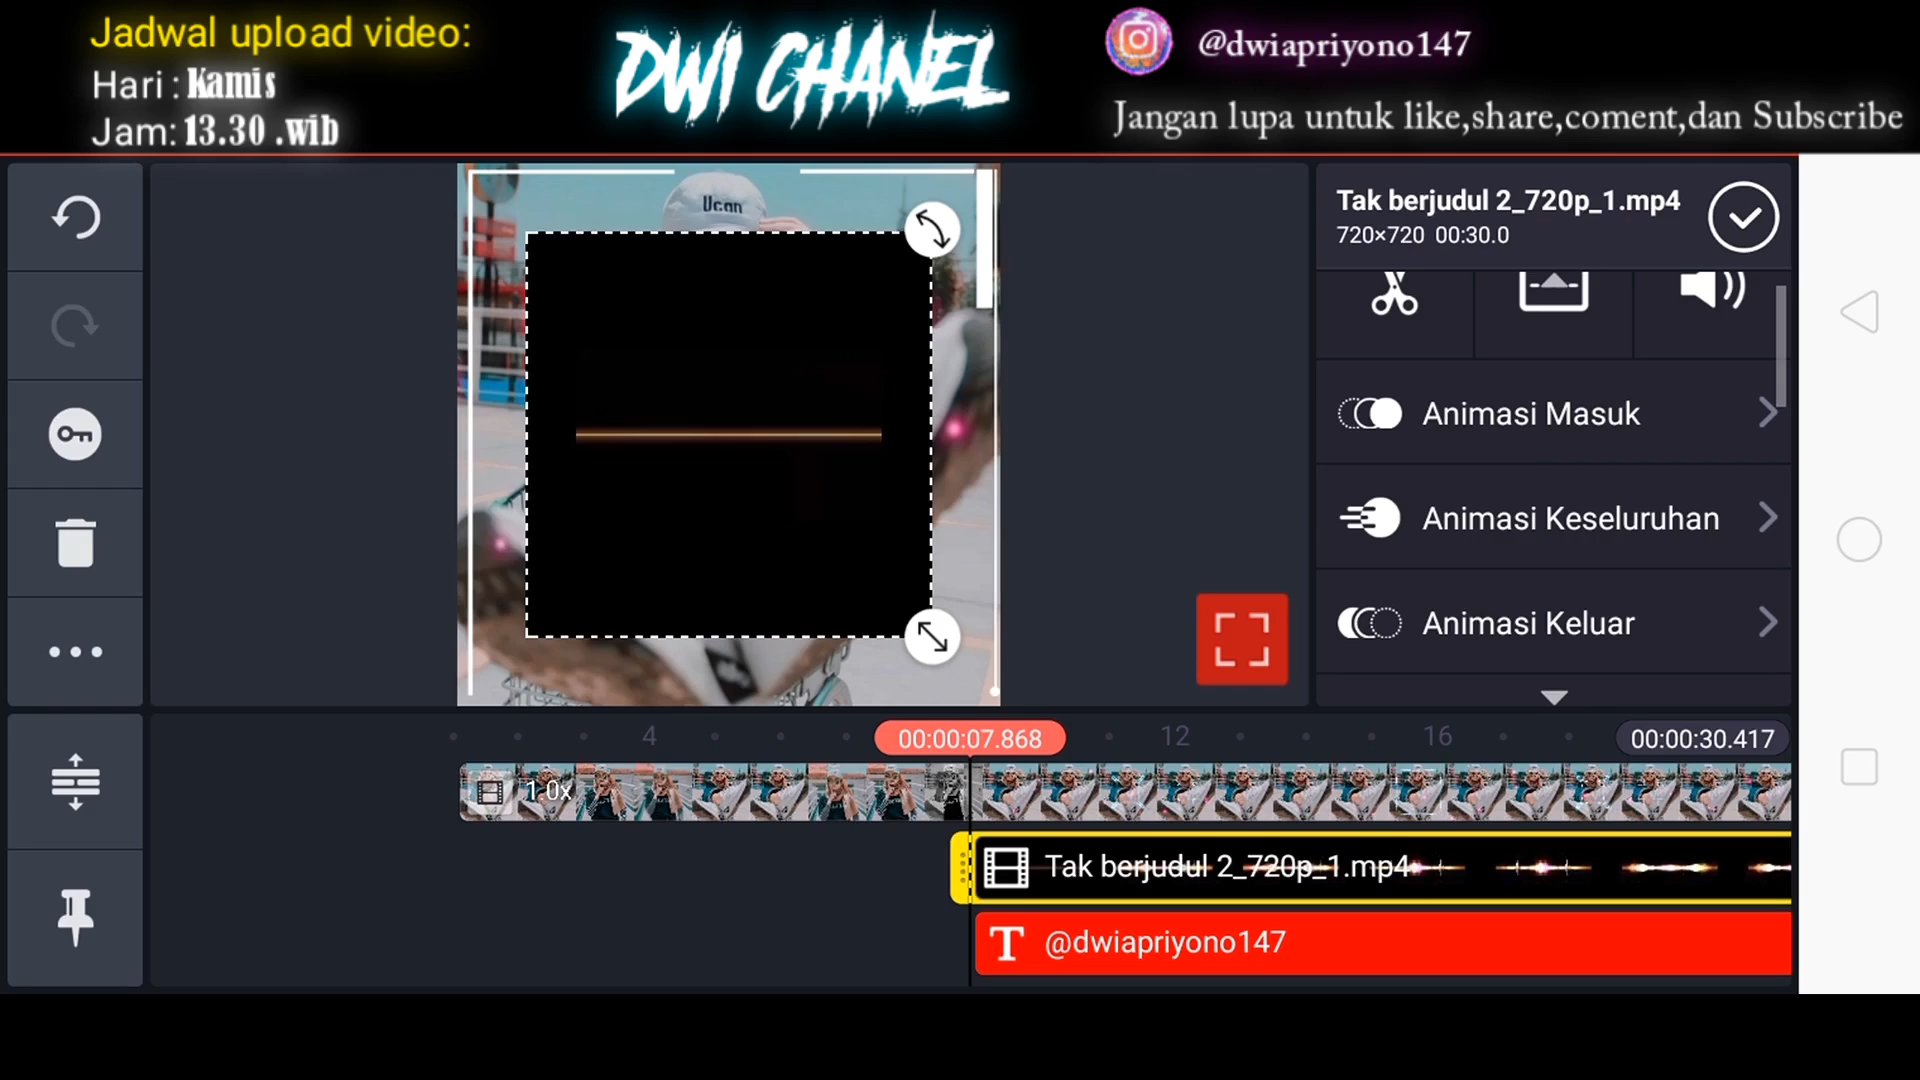 Jadwal upload video:
Hari : Kamis
Jam: 13.30 .wib
DWI CHANEL
@dwiapriyono147
Jangan lupa untuk like,share,coment,dan Subscribe
Ucan
Tak berjudul 2_720p_1.mp4
720×720 00:30.0
Animasi Masuk
Animasi Keseluruhan
Animasi Keluar
4
00:00:07.868
12
16
00:00:30.417
1.0x
Tak berjudul 2_720p_1.mp4
T @dwiapriyono147